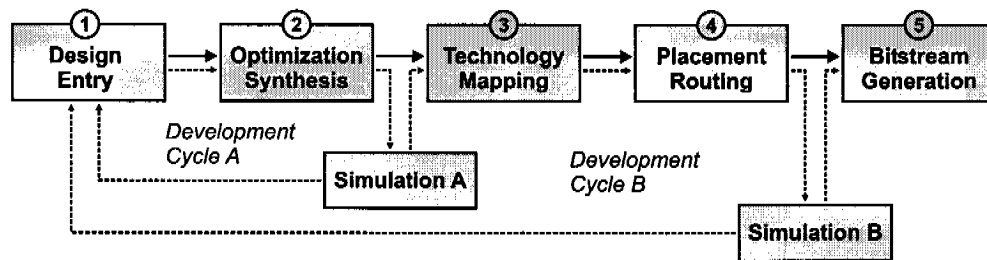 1
Design
Entry
2
Optimization
Synthesis
3
Technology
Mapping
4
Placement
Routing
5
Bitstream
Generation
Development
Cycle A
Simulation A
Development
Cycle B
Simulation B